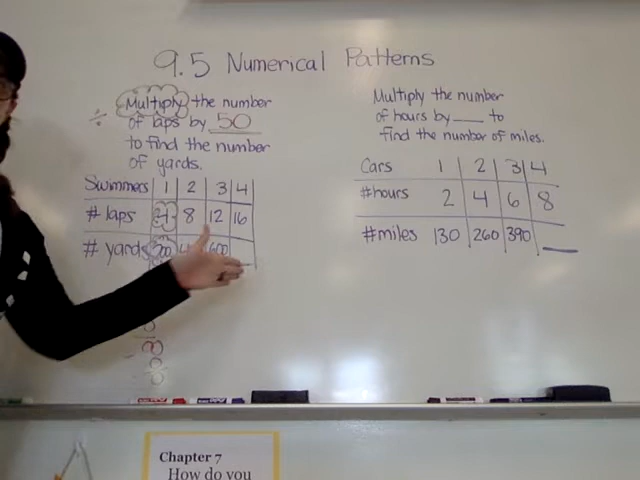 9.5 Numerical Patterns
÷ Multiply the number
of laps by 50
to find the number
of yards.
Swimmers 1 2 3 4
# laps 4 8 12 16
# yards 200 600
Multiply the number
of hours by ___ to
find the number of miles.
Cars 1 2 3 4
#hours 2 4 6 8
#miles 130 260 390 ___
Chapter 7
How do you